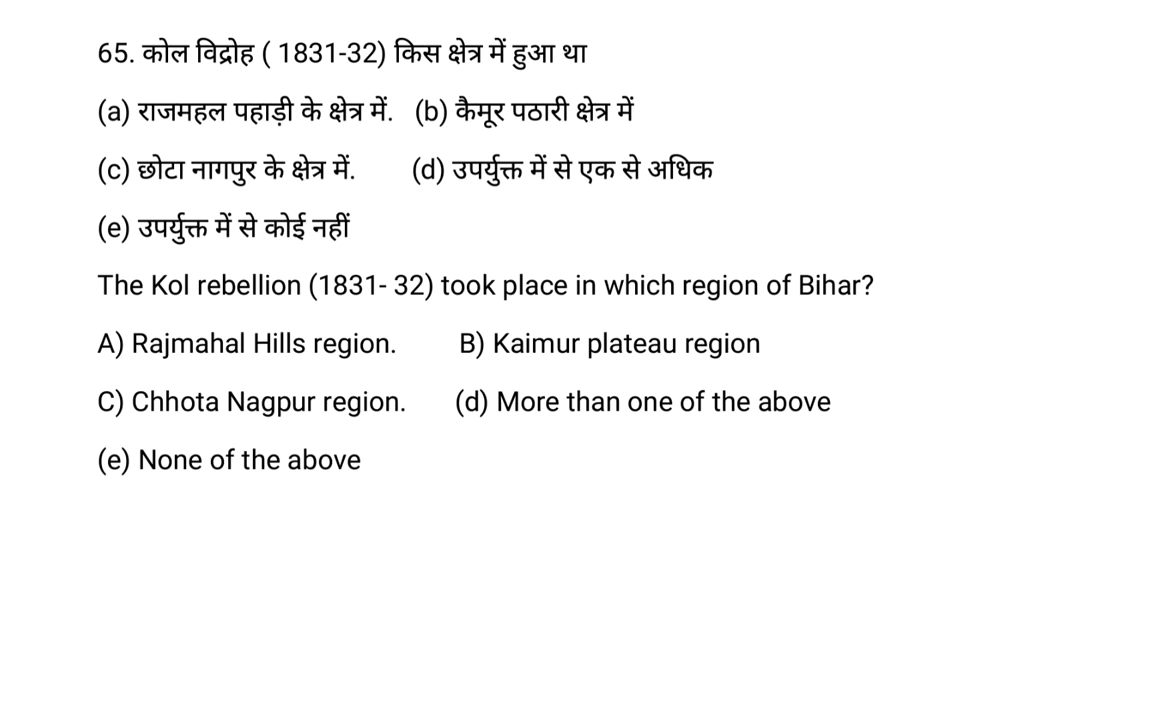 65. कोल विद्रोह ( 1831-32) किस क्षेत्र में हुआ था
(a) राजमहल पहाड़ी के क्षेत्र में. (b) कैमूर पठारी क्षेत्र में
(c) छोटा नागपुर के क्षेत्र में. (d) उपर्युक्त में से एक से अधिक
(e) उपर्युक्त में से कोई नहीं
The Kol rebellion (1831- 32) took place in which region of Bihar?
A) Rajmahal Hills region. B) Kaimur plateau region
C) Chhota Nagpur region. (d) More than one of the above
(e) None of the above